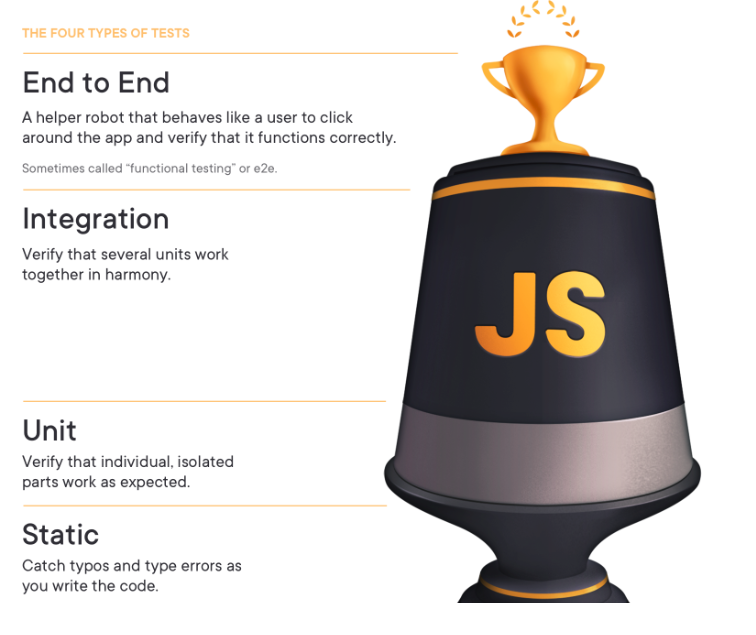 THE FOUR TYPES OF TESTS
End to End
A helper robot that behaves like a user to click
around the app and verify that it functions correctly.
Sometimes called “functional testing” or e2e.
Integration
Verify that several units work
together in harmony.
JS
Unit
Verify that individual, isolated
parts work as expected.
Static
Catch typos and type errors as
you write the code.